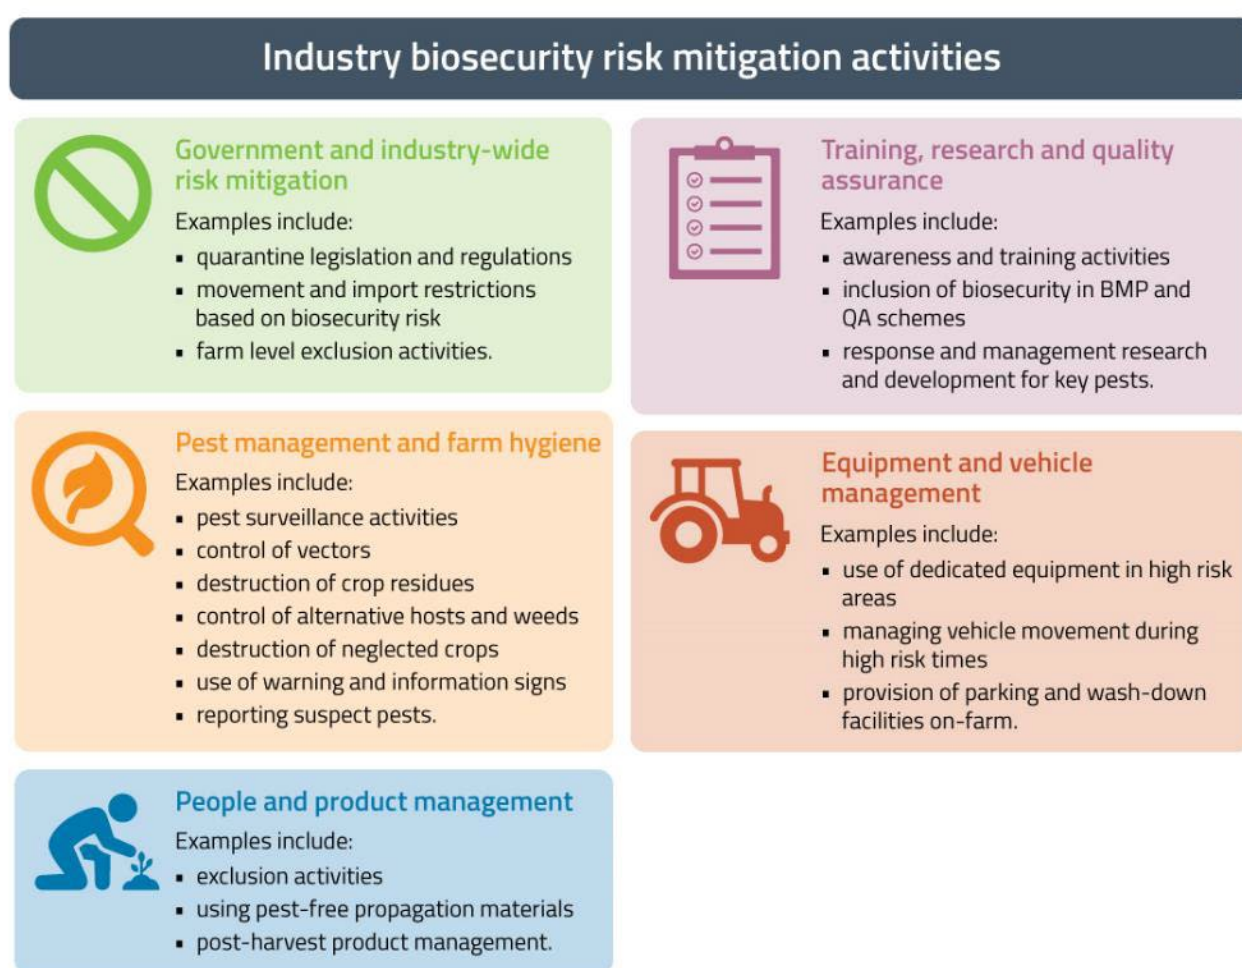 Industry biosecurity risk mitigation activities
Government and industry-wide
risk mitigation
Examples include:
▪ quarantine legislation and regulations
▪ movement and import restrictions
based on biosecurity risk
▪ farm level exclusion activities.
Training, research and quality
assurance
Examples include:
▪ awareness and training activities
▪ inclusion of biosecurity in BMP and
QA schemes
▪ response and management research
and development for key pests.
Pest management and farm hygiene
Examples include:
▪ pest surveillance activities
▪ control of vectors
▪ destruction of crop residues
▪ control of alternative hosts and weeds
▪ destruction of neglected crops
▪ use of warning and information signs
▪ reporting suspect pests.
Equipment and vehicle
management
Examples include:
▪ use of dedicated equipment in high risk
areas
▪ managing vehicle movement during
high risk times
▪ provision of parking and wash-down
facilities on-farm.
People and product management
Examples include:
▪ exclusion activities
▪ using pest-free propagation materials
▪ post-harvest product management.